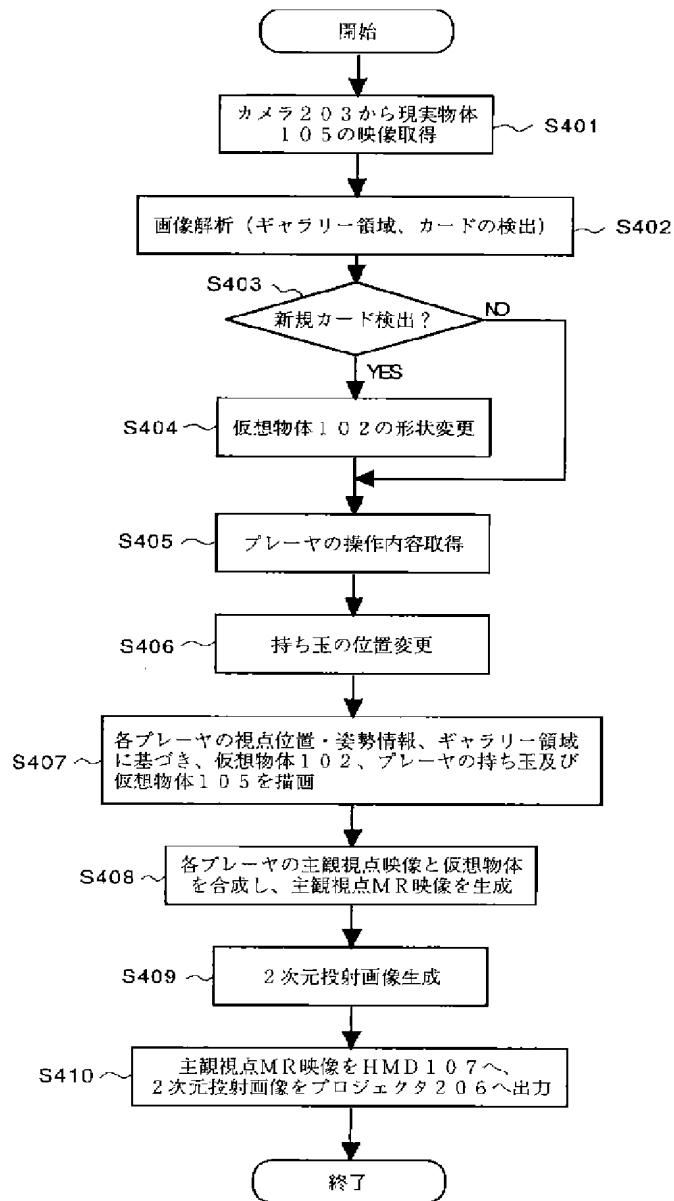 開始
カメラ203から現実物体
105の映像取得
S401
画像解析（ギャラリー領域、カードの検出）
S402
S403
新規カード検出？
NO
YES
S404
仮想物体102の形状変更
S405
プレーヤの操作内容取得
S406
持ち玉の位置変更
S407
各プレーヤの視点位置・姿勢情報、ギャラリー領域
に基づき、仮想物体102、プレーヤの持ち玉及び
仮想物体105を描画
S408
各プレーヤの主観視点映像と仮想物体
を合成し、主観視点MR映像を生成
S409
2次元投射画像生成
S410
主観視点MR映像をHMD107へ、
2次元投射画像をプロジェクタ206へ出力
終了